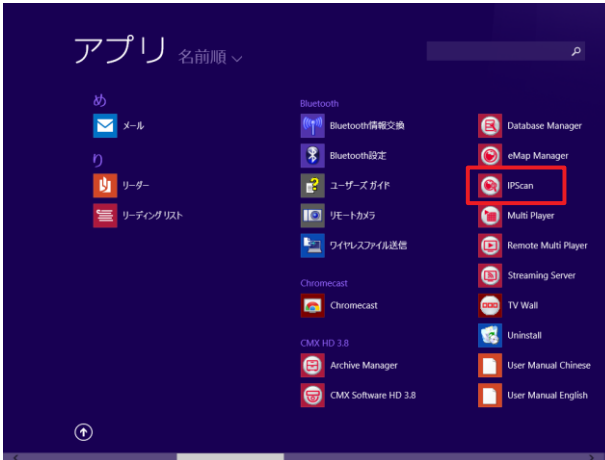 アプリ 名前順
め
メール
り
リーダー
リーディング リスト
Bluetooth
Bluetooth情報交換
Bluetooth設定
ユーザーズ ガイド
リモートカメラ
ワイヤレスファイル送信
Chromecast
Chromecast
CMX HD 3.8
Archive Manager
CMX Software HD 3.8
Database Manager
eMap Manager
IPScan
Multi Player
Remote Multi Player
Streaming Server
TV Wall
Uninstall
User Manual Chinese
User Manual English